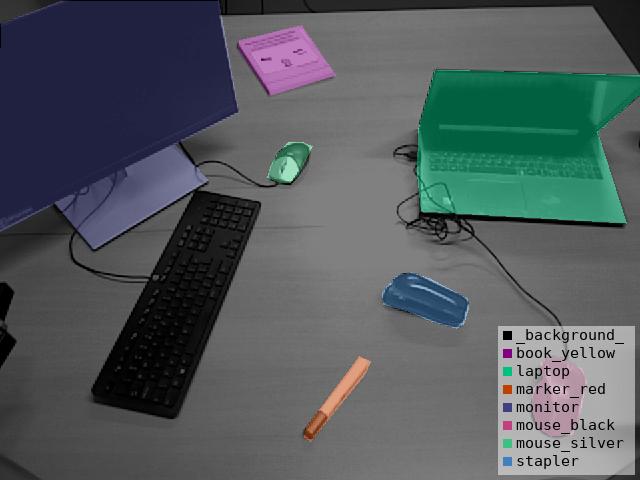 _background_
book_yellow
laptop
marker_red
monitor
mouse_black
mouse_silver
stapler